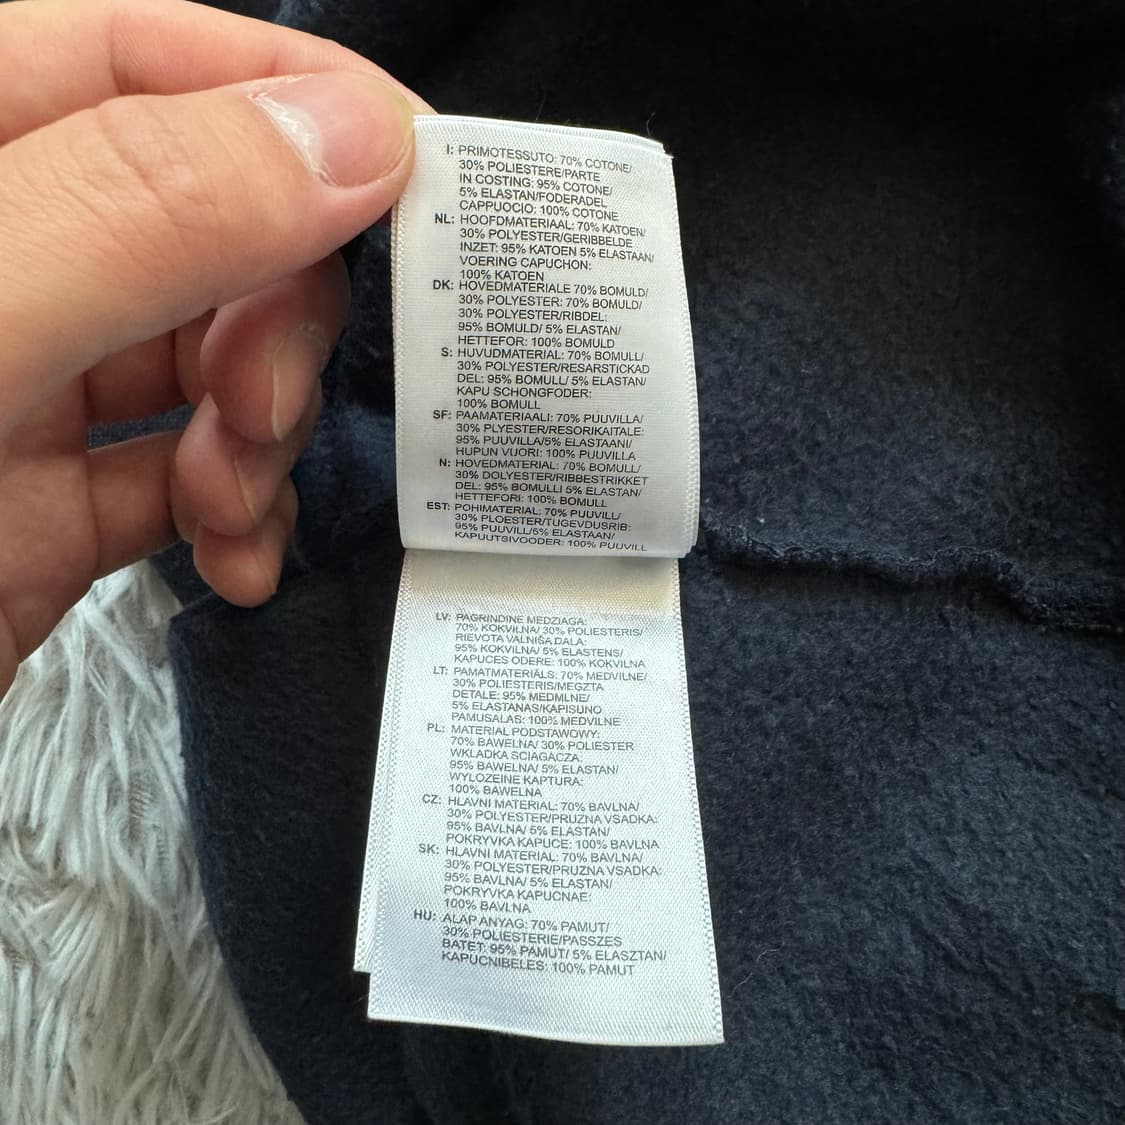 I: PRIMOTESSUTO: 70% COTONE/
30% POLIESTERE/PARTE
IN COSTING: 95% COTONE/
5% ELASTAN/FODERADEL
CAPPUOCIO: 100% COTONE
NL: HOOFDMATERIAAL: 70% KATOEN/
30% POLYESTER/GERIBBELDE
INZET: 95% KATOEN 5% ELASTAAN/
VOERING CAPUCHON:
100% KATOEN
DK: HOVEDMATERIALE 70% BOMULD/
30% POLYESTER: 70% BOMULD/
30% POLYESTER/RIBDEL:
95% BOMULD/ 5% ELASTAN/
HETTEFOR: 100% BOMULD
S: HUVUDMATERIAL: 70% BOMULL/
30% POLYESTER/RESARSTICKAD
DEL: 95% BOMULL/ 5% ELASTAN/
KAPU SCHONGFODER:
100% BOMULL
SF: PAAMATERIAALI: 70% PUUVILLA/
30% PLYESTER/RESORIKAITALE:
95% PUUVILLA/5% ELASTAANI/
HUPUN VUORI: 100% PUUVILLA
N: HOVEDMATERIAL: 70% BOMULL/
30% DOLYESTER/RIBBESTRIKKET
DEL: 95% BOMULLI 5% ELASTAN/
HETTEFORI: 100% BOMULL
EST: POHIMATERIAL: 70% PUUVILL/
30% PLOESTER/TUGEVDUSRIB:
95% PUUVILL/5% ELASTAAN/
KAPUUTSIVOODER: 100% PUUVILL
LV: PAGRINDINE MEDZIAGA:
70% KOKVILNA/ 30% POLIESTERIS/
RIEVOTA VALNIŠA DALA:
95% KOKVILNA/ 5% ELASTENS/
KAPUCES ODERE: 100% KOKVILNA
LT: PAMATMATERIĀLS: 70% MEDVILNE/
30% POLIESTERIS/MEGZTA
DETALE: 95% MEDMLNE/
5% ELASTANAS/KAPISUNO
PAMUSALAS: 100% MEDVILNE
PL: MATERIAL PODSTAWOWY:
70% BAWELNA/ 30% POLIESTER
WKLADKA SCIAGACZA:
95% BAWELNA/ 5% ELASTAN/
WYLOZEINE KAPTURA:
100% BAWELNA
CZ: HLAVNI MATERIAL: 70% BAVLNA/
30% POLYESTER/PRUZNA VSADKA:
95% BAVLNA/ 5% ELASTAN/
POKRYVKA KAPUCE: 100% BAVLNA
SK: HLAVNI MATERIAL: 70% BAVLNA/
30% POLYESTER/PRUZNA VSADKA:
95% BAVLNA/ 5% ELASTAN/
POKRYVKA KAPUCNAE:
100% BAVLNA
HU: ALAP ANYAG: 70% PAMUT/
30% POLIESTERIE/PASSZES
BATET: 95% PAMUT/ 5% ELASZTAN/
KAPUCNIBELES: 100% PAMUT